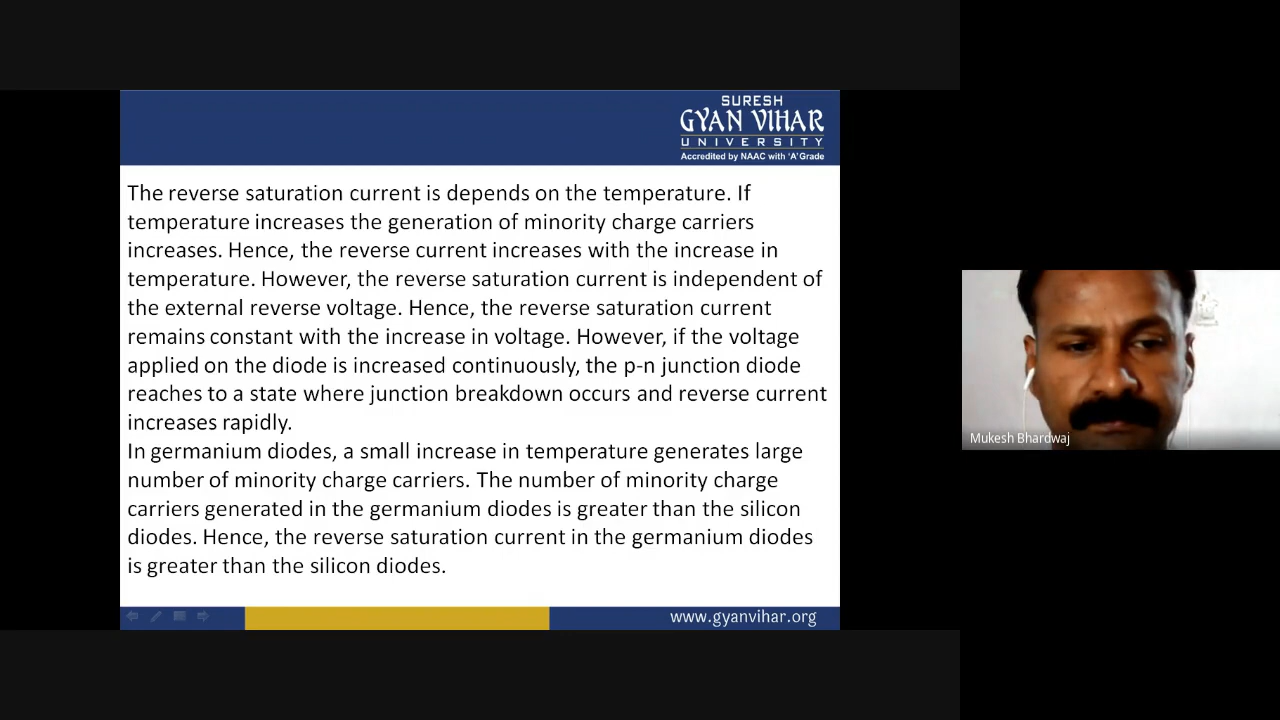 SURESH
GYAN VIHAR
UNIVERSITY
Accredited by NAAC with 'A' Grade
The reverse saturation current is depends on the temperature. If
temperature increases the generation of minority charge carriers
increases. Hence, the reverse current increases with the increase in
temperature. However, the reverse saturation current is independent of
the external reverse voltage. Hence, the reverse saturation current
remains constant with the increase in voltage. However, if the voltage
applied on the diode is increased continuously, the p-n junction diode
reaches to a state where junction breakdown occurs and reverse current
increases rapidly.
In germanium diodes, a small increase in temperature generates large
number of minority charge carriers. The number of minority charge
carriers generated in the germanium diodes is greater than the silicon
diodes. Hence, the reverse saturation current in the germanium diodes
is greater than the silicon diodes.
www.gyanvihar.org
Mukesh Bhardwaj